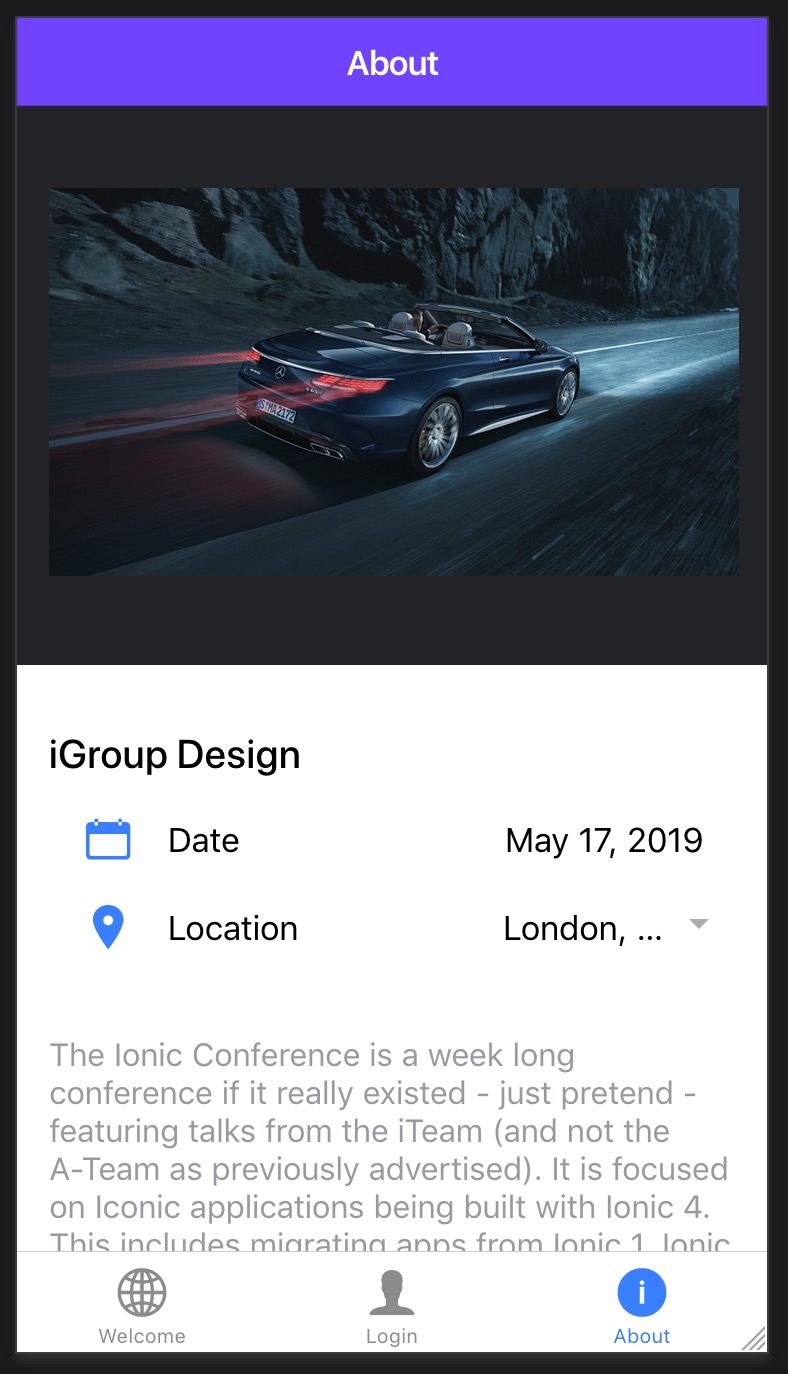 About
S·MA 2172
iGroup Design
Date May 17, 2019
Location London, ...
The Ionic Conference is a week long
conference if it really existed - just pretend -
featuring talks from the iTeam (and not the
A-Team as previously advertised). It is focused
on Iconic applications being built with Ionic 4.
This includes migrating apps from Ionic 1, Ionic
Welcome Login About